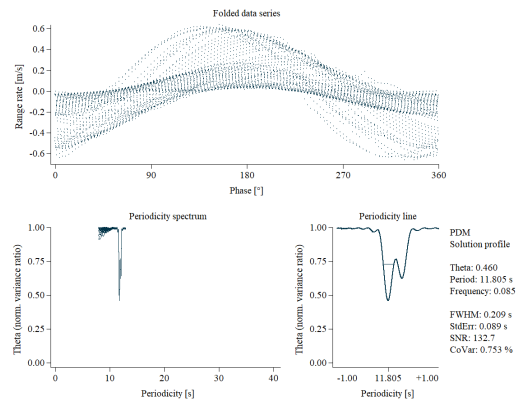 Folded data series
Range rate [m/s]
0.6
0.4
0.2
0.0
-0.2
-0.4
-0.6
0 90 180 270 360
Phase [°]
Periodicity spectrum
Theta (norm. variance ratio)
1.00
0.75
0.50
0.25
0.00
0 10 20 30 40
Periodicity [s]
Periodicity line
Theta (norm. variance ratio)
1.00
0.75
0.50
0.25
0.00
-1.00 11.805 +1.00
Periodicity [s]
PDM
Solution profile
Theta: 0.460
Period: 11.805 s
Frequency: 0.085
FWHM: 0.209 s
StdErr: 0.089 s
SNR: 132.7
CoVar: 0.753 %